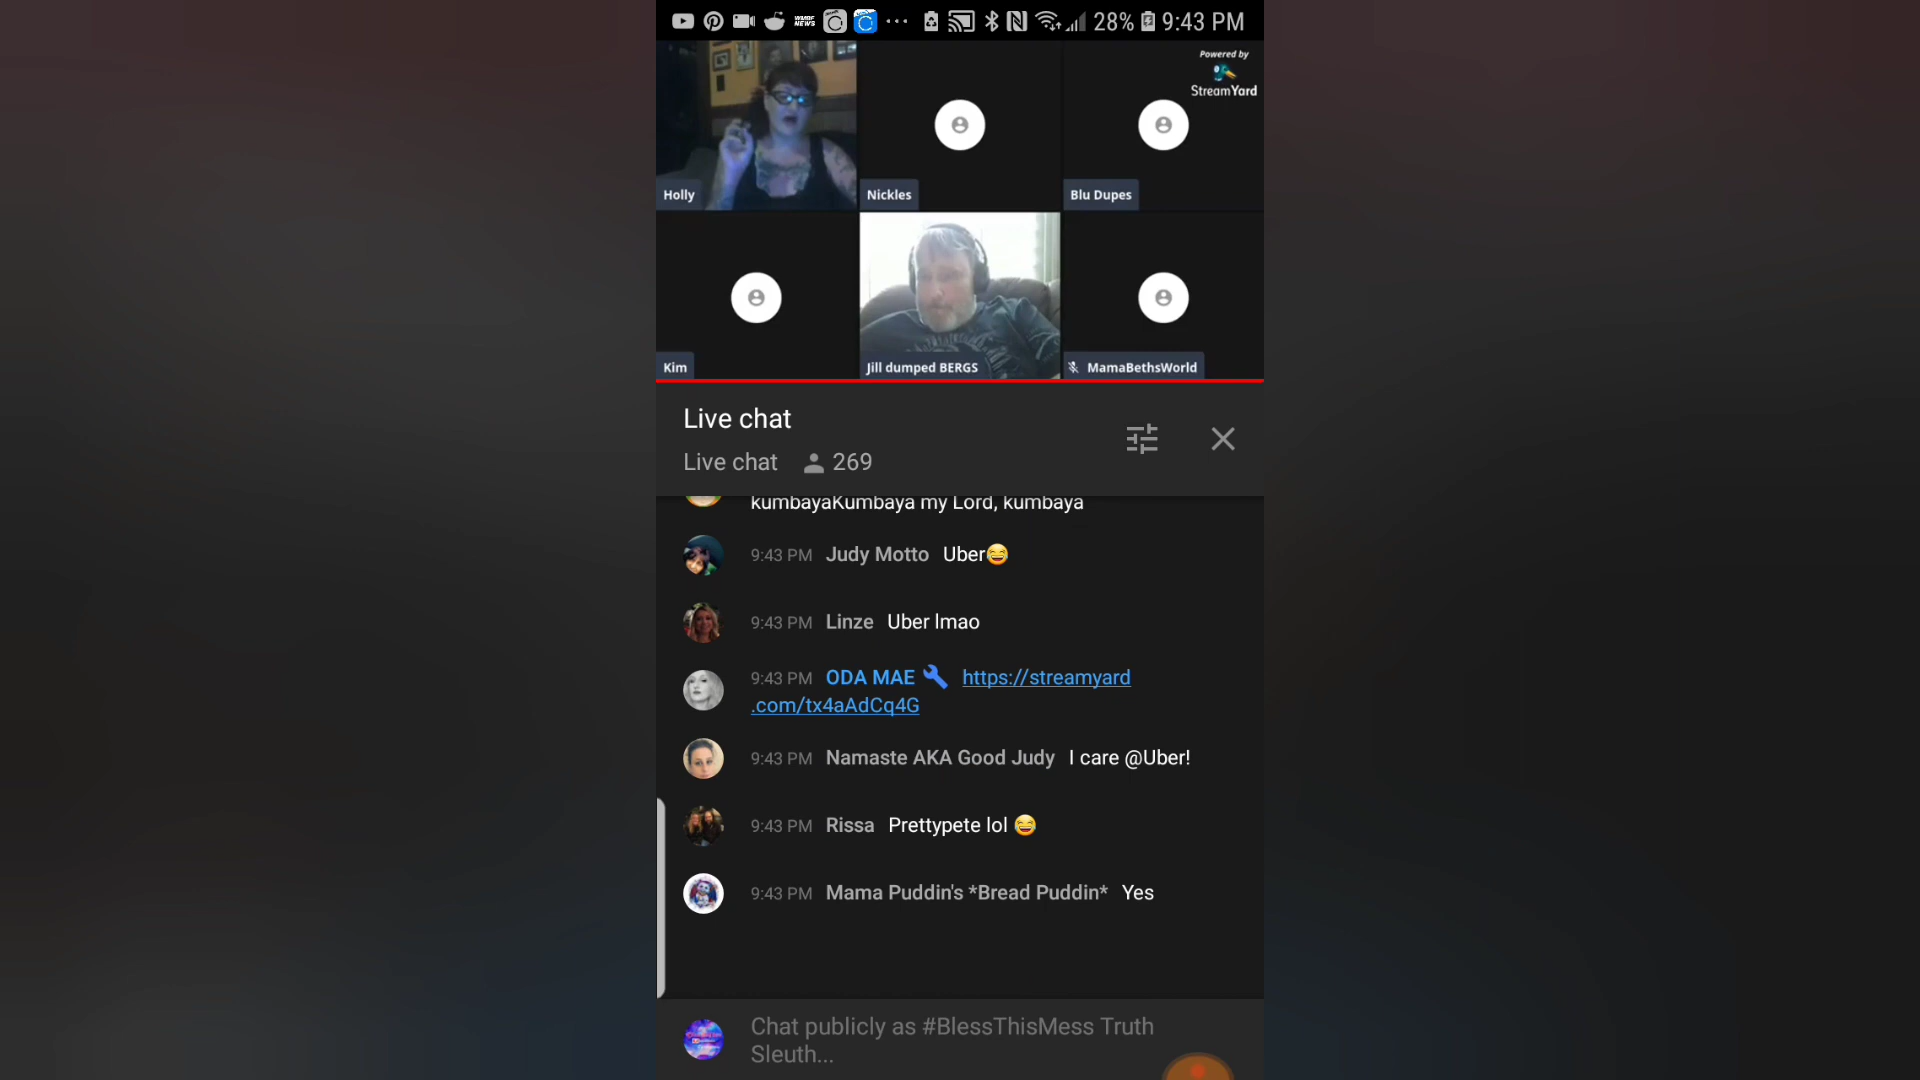 WMBF
NEWS
28%
9:43 PM
Powered by
StreamYard
Holly
Nickles
Blu Dupes
Kim
Jill dumped BERGS
MamaBethsWorld
Live chat
Live chat 269
kumbayaKumbaya my Lord, kumbaya
9:43 PM Judy Motto Uber😂
9:43 PM Linze Uber lmao
9:43 PM ODA MAE https://streamyard
.com/tx4aAdCq4G
9:43 PM Namaste AKA Good Judy I care @Uber!
9:43 PM Rissa Prettypete lol 😂
9:43 PM Mama Puddin's *Bread Puddin* Yes
Chat publicly as #BlessThisMess Truth
Sleuth...